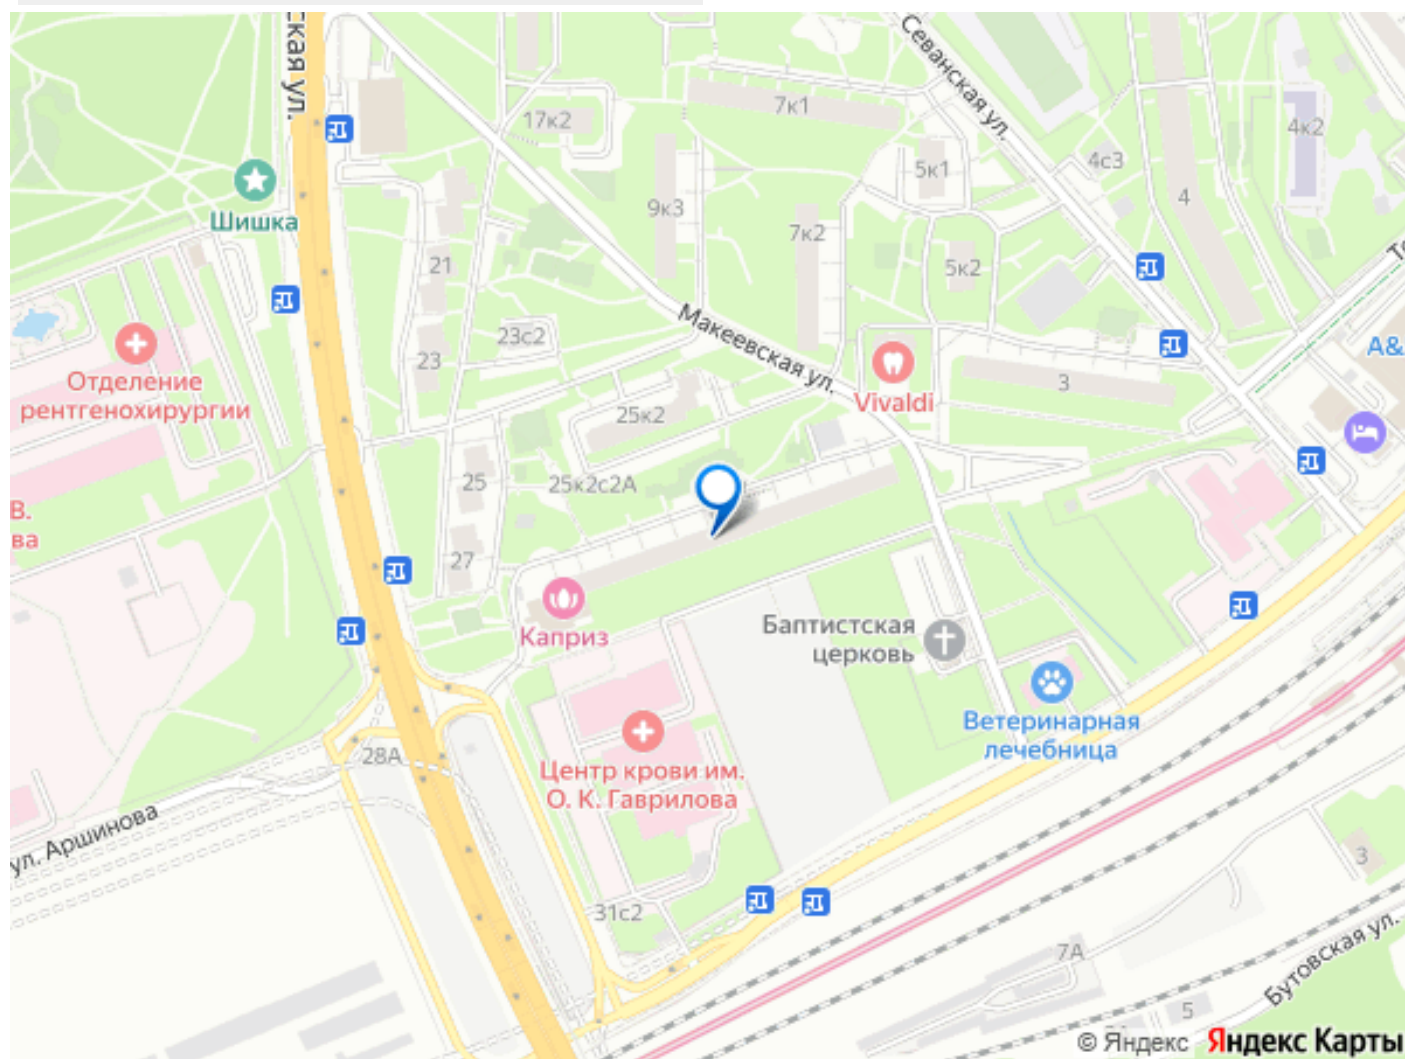 ская ул.
Севанская ул.
7к1
17к2
4к2
4с3
5к1
Шишка
9к3
4
7к2
21
5к2
Макеевская ул.
23с2
23
A&
Отделение
рентгенохирургии
3
Vivaldi
25к2
25
25к2с2А
В.
ва
27
Каприз
Баптистская
церковь
Ветеринарная
лечебница
28А
Центр крови им.
О. К. Гаврилова
ул. Аршинова
3
31с2
7А
Бутовская ул.
5
© Яндекс Яндекс Карты